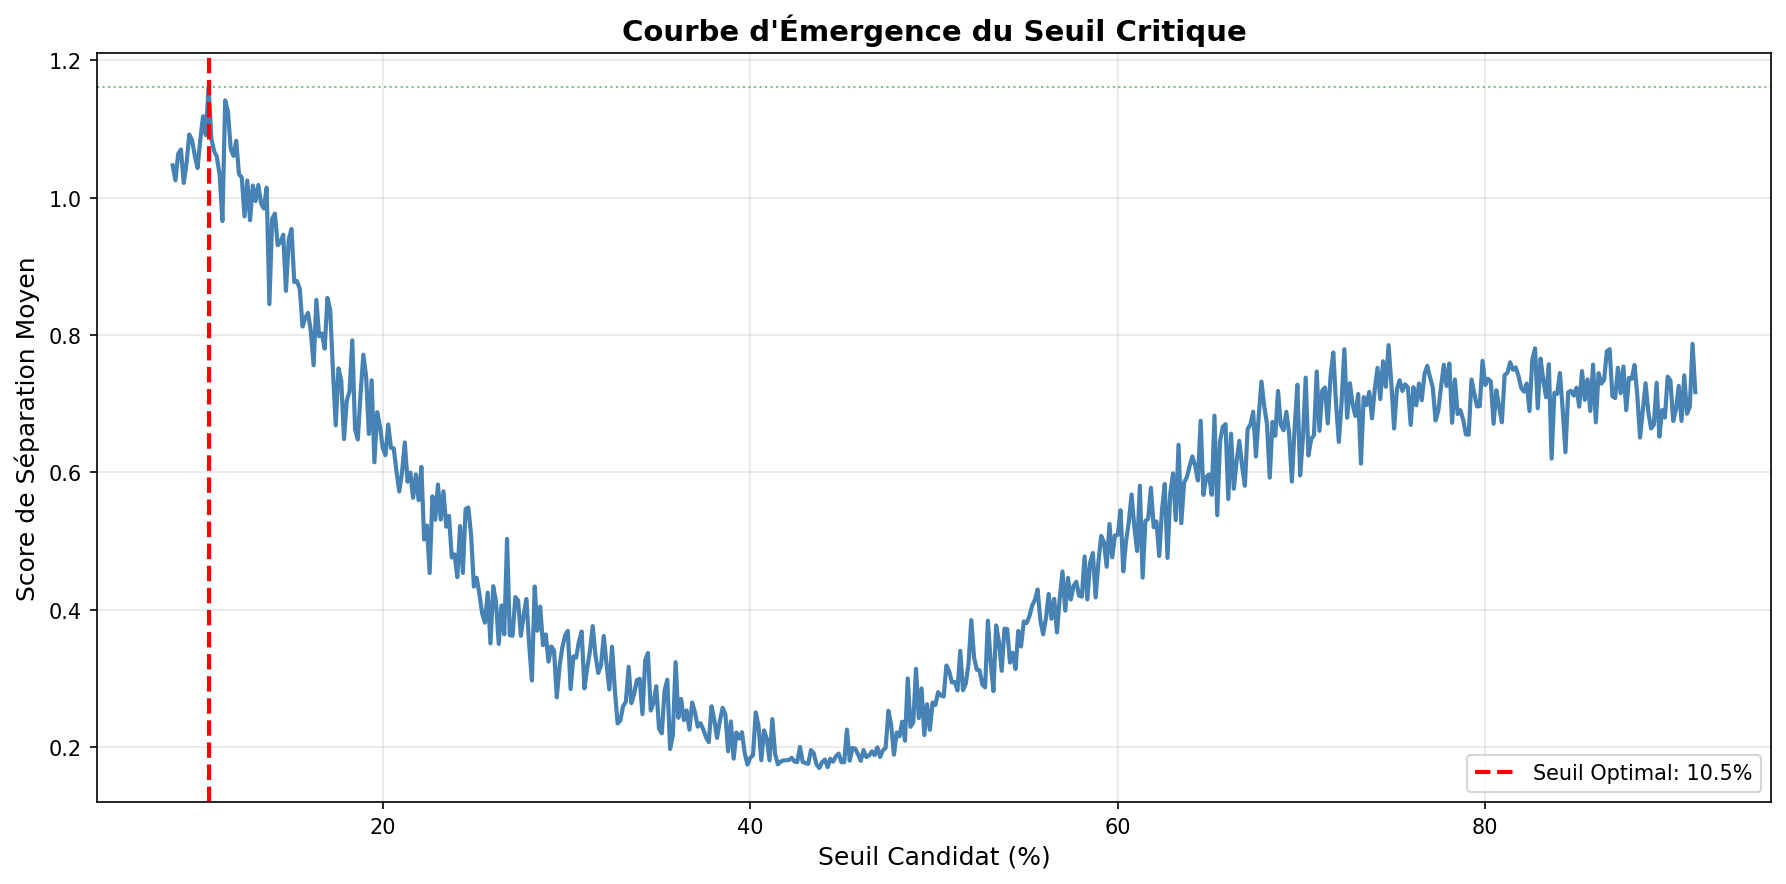 Courbe d'Émergence du Seuil Critique
Score de Séparation Moyen
1.2
1.0
0.8
0.6
0.4
0.2
Seuil Optimal: 10.5%
20
40
60
80
Seuil Candidat (%)